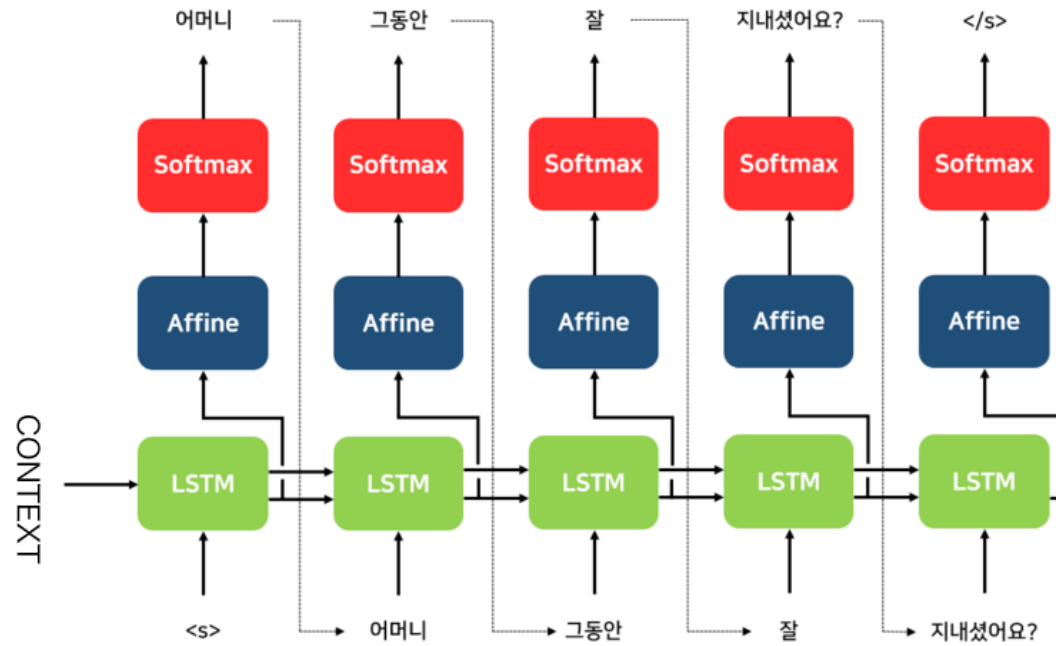 어머니 그동안 잘 지내셨어요? </s>
Softmax Softmax Softmax Softmax Softmax
Affine Affine Affine Affine Affine
CONTEXT
LSTM LSTM LSTM LSTM LSTM
<s> 어머니 그동안 잘 지내셨어요?